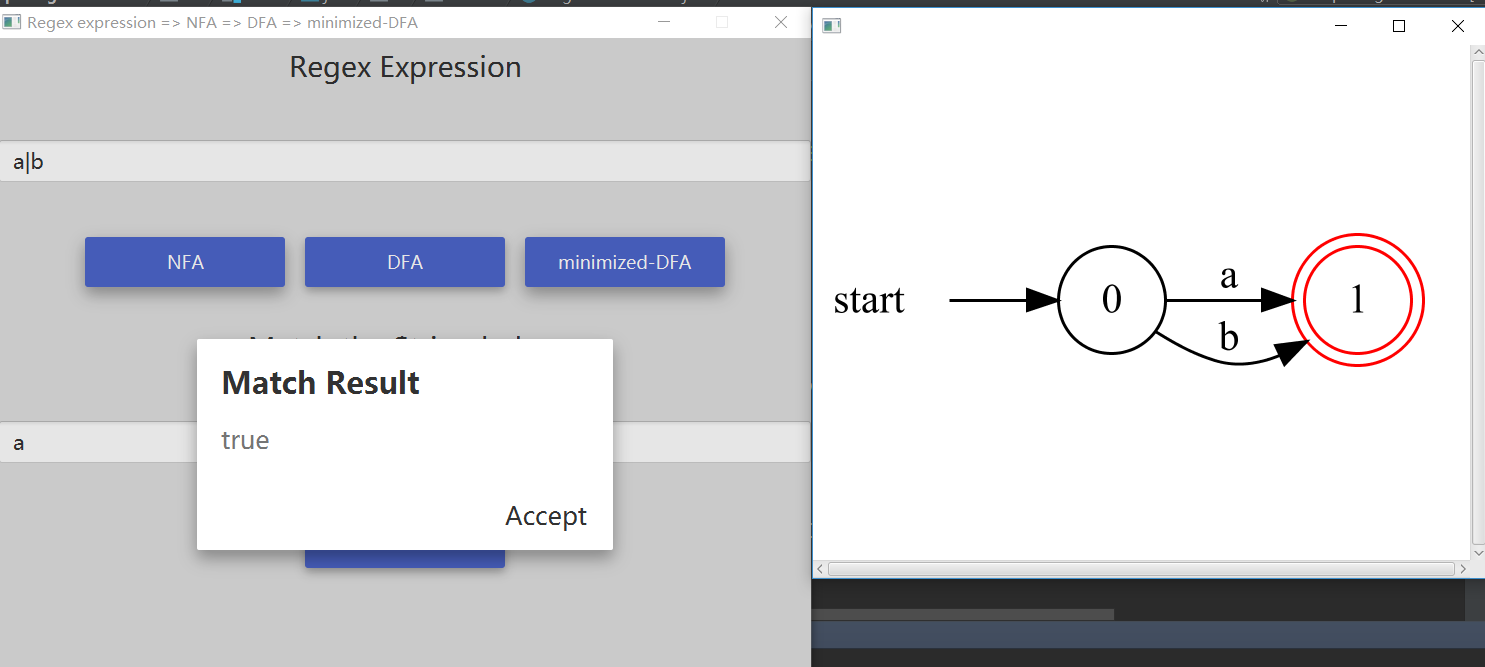 Regex expression => NFA => DFA => minimized-DFA
Regex Expression
a|b
NFA
DFA
minimized-DFA
Match Result
true
Accept
a
start
0
a
b
1